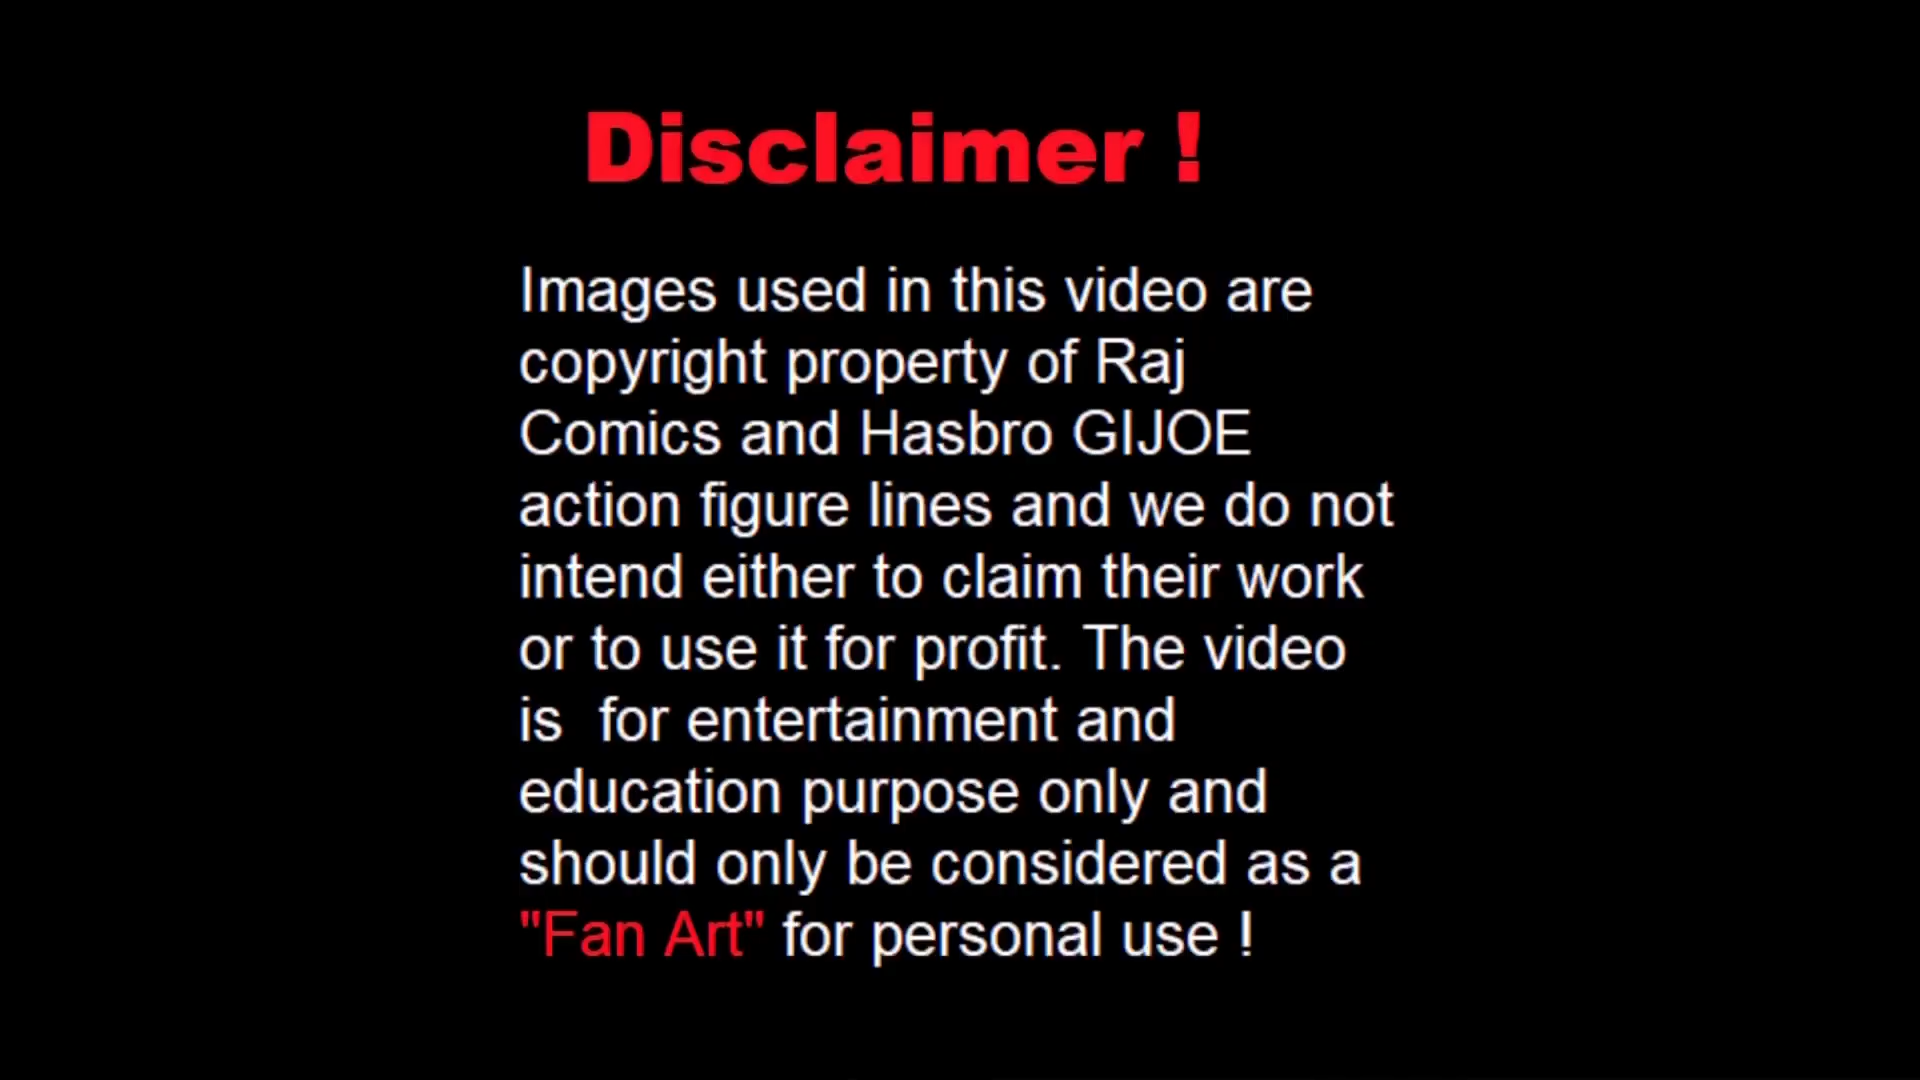 Disclaimer !
Images used in this video are
copyright property of Raj
Comics and Hasbro GIJOE
action figure lines and we do not
intend either to claim their work
or to use it for profit. The video
is  for entertainment and
education purpose only and
should only be considered as a
"Fan Art" for personal use !